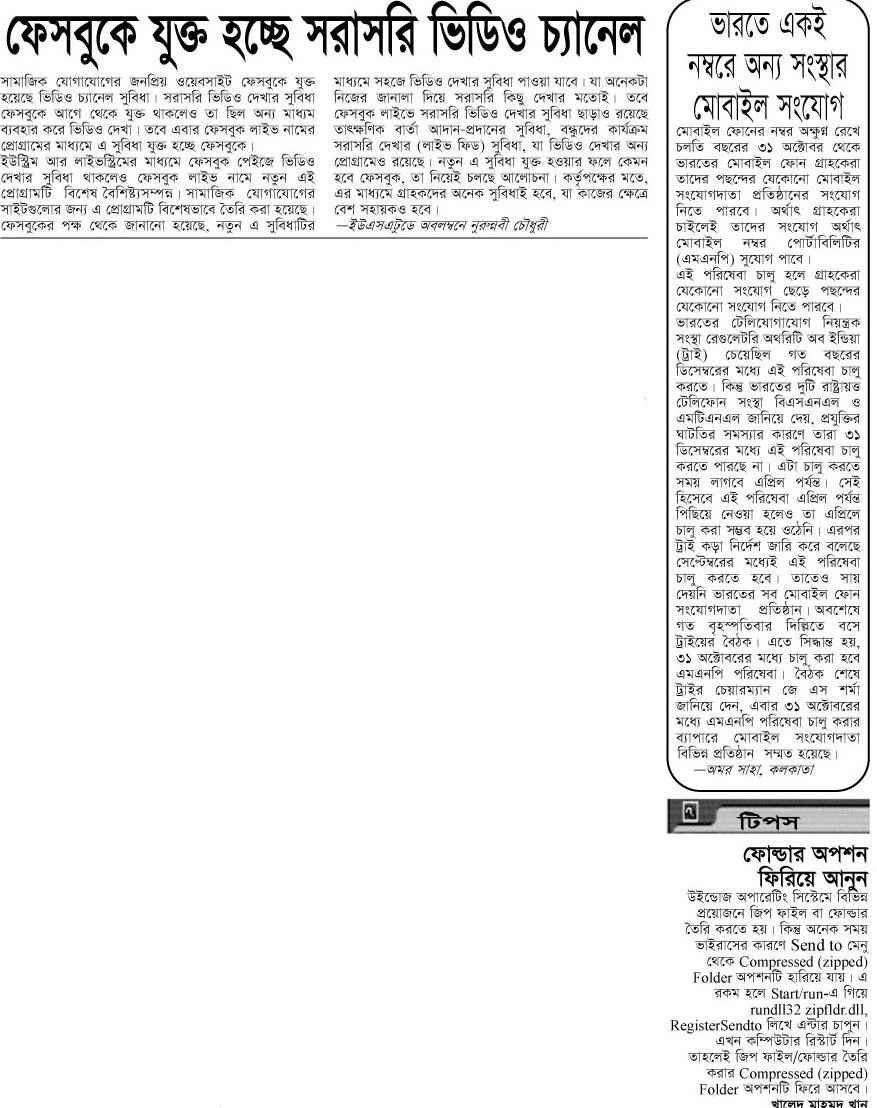 ফেসবুকে যুক্ত হচ্ছে সরাসরি ভিডিও চ্যানেল
সামাজিক যোগাযোগের জনপ্রিয় ওয়েবসাইট ফেসবুকে যুক্ত
হয়েছে ভিডিও চ্যানেল সুবিধা। সরাসরি ভিডিও দেখার সুবিধা
ফেসবুকে আগে থেকে যুক্ত থাকলেও তা ছিল অন্য মাধ্যম
ব্যবহার করে ভিডিও দেখা। তবে এবার ফেসবুক লাইভ নামের
প্রোগ্রামের মাধ্যমে এ সুবিধা যুক্ত হচ্ছে ফেসবুকে।
ইউস্ট্রিম আর লাইভস্ট্রিমের মাধ্যমে ফেসবুক পেইজে ভিডিও
দেখার সুবিধা থাকলেও ফেসবুক লাইভ নামে নতুন এই
প্রোগ্রামটি বিশেষ বৈশিষ্ট্যসম্পন্ন। সামাজিক যোগাযোগের
সাইটগুলোর জন্য এ প্রোগ্রামটি বিশেষভাবে তৈরি করা হয়েছে।
ফেসবুকের পক্ষ থেকে জানানো হয়েছে, নতুন এ সুবিধাটির
মাধ্যমে সহজে ভিডিও দেখার সুবিধা পাওয়া যাবে। যা অনেকটা
নিজের জানালা দিয়ে সরাসরি কিছু দেখার মতোই। তবে
ফেসবুক লাইভে সরাসরি ভিডিও দেখার সুবিধা ছাড়াও রয়েছে
তাৎক্ষণিক বার্তা আদান-প্রদানের সুবিধা, বন্ধুদের কার্যক্রম
সরাসরি দেখার (লাইভ ফিড) সুবিধা, যা ভিডিও দেখার অন্য
প্রোগ্রামেও রয়েছে। নতুন এ সুবিধা যুক্ত হওয়ার ফলে কেমন
হবে ফেসবুক, তা নিয়েই চলছে আলোচনা। কর্তৃপক্ষের মতে,
এর মাধ্যমে গ্রাহকদের অনেক সুবিধাই হবে, যা কাজের ক্ষেত্রে
বেশ সহায়কও হবে।
—ইউএসএটুডে অবলম্বনে নুরুন্নবী চৌধুরী
ভারতে একই
নম্বরে অন্য সংস্থার
মোবাইল সংযোগ
মোবাইল ফোনের নম্বর অক্ষুণ্ন রেখে
চলতি বছরের ৩১ অক্টোবর থেকে
ভারতের মোবাইল ফোন গ্রাহকেরা
তাদের পছন্দের যেকোনো মোবাইল
সংযোগদাতা প্রতিষ্ঠানের সংযোগ
নিতে পারবে। অর্থাৎ গ্রাহকেরা
চাইলেই তাদের সংযোগ অর্থাৎ
মোবাইল নম্বর পোর্টাবিলিটির
(এমএনপি) সুযোগ পাবে।
এই পরিষেবা চালু হলে গ্রাহকেরা
যেকোনো সংযোগ ছেড়ে পছন্দের
যেকোনো সংযোগ নিতে পারবে।
ভারতের টেলিযোগাযোগ নিয়ন্ত্রক
সংস্থা রেগুলেটরি অথরিটি অব ইন্ডিয়া
(ট্রাই) চেয়েছিল গত বছরের
ডিসেম্বরের মধ্যে এই পরিষেবা চালু
করতে। কিন্তু ভারতের দুটি রাষ্ট্রায়ত্ত
টেলিফোন সংস্থা বিএসএনএল ও
এমটিএনএল জানিয়ে দেয়, প্রযুক্তির
ঘাটতির সমস্যার কারণে তারা ৩১
ডিসেম্বরের মধ্যে এই পরিষেবা চালু
করতে পারছে না। এটা চালু করতে
সময় লাগবে এপ্রিল পর্যন্ত। সেই
হিসেবে এই পরিষেবা এপ্রিল পর্যন্ত
পিছিয়ে নেওয়া হলেও তা এপ্রিলে
চালু করা সম্ভব হয়ে ওঠেনি। এরপর
ট্রাই কড়া নির্দেশ জারি করে বলেছে
সেপ্টেম্বরের মধ্যেই এই পরিষেবা
চালু করতে হবে। তাতেও সায়
দেয়নি ভারতের সব মোবাইল ফোন
সংযোগদাতা প্রতিষ্ঠান। অবশেষে
গত বৃহস্পতিবার দিল্লিতে বসে
ট্রাইয়ের বৈঠক। এতে সিদ্ধান্ত হয়,
৩১ অক্টোবরের মধ্যে চালু করা হবে
এমএনপি পরিষেবা। বৈঠক শেষে
ট্রাইর চেয়ারম্যান জে এস শর্মা
জানিয়ে দেন, এবার ৩১ অক্টোবরের
মধ্যে এমএনপি পরিষেবা চালু করার
ব্যাপারে মোবাইল সংযোগদাতা
বিভিন্ন প্রতিষ্ঠান সম্মত হয়েছে।
—অমর সাহা, কলকাতা
টিপস
ফোল্ডার অপশন
ফিরিয়ে আনুন
উইন্ডোজ অপারেটিং সিস্টেমে বিভিন্ন
প্রয়োজনে জিপ ফাইল বা ফোল্ডার
তৈরি করতে হয়। কিন্তু অনেক সময়
ভাইরাসের কারণে Send to মেনু
থেকে Compressed (zipped)
Folder অপশনটি হারিয়ে যায়। এ
রকম হলে Start/run-এ গিয়ে
rundll32 zipfldr.dll,
RegisterSendto লিখে এন্টার চাপুন।
এখন কম্পিউটার রিস্টার্ট দিন।
তাহলেই জিপ ফাইল/ফোল্ডার তৈরি
করার Compressed (zipped)
Folder অপশনটি ফিরে আসবে।
খালেদ মাহমুদ খান